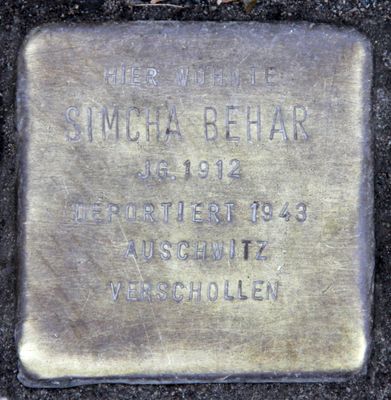 HIER WOHNTE
SIMCHA BEHAR
JG. 1912
DEPORTIERT 1943
AUSCHWITZ
VERSCHOLLEN